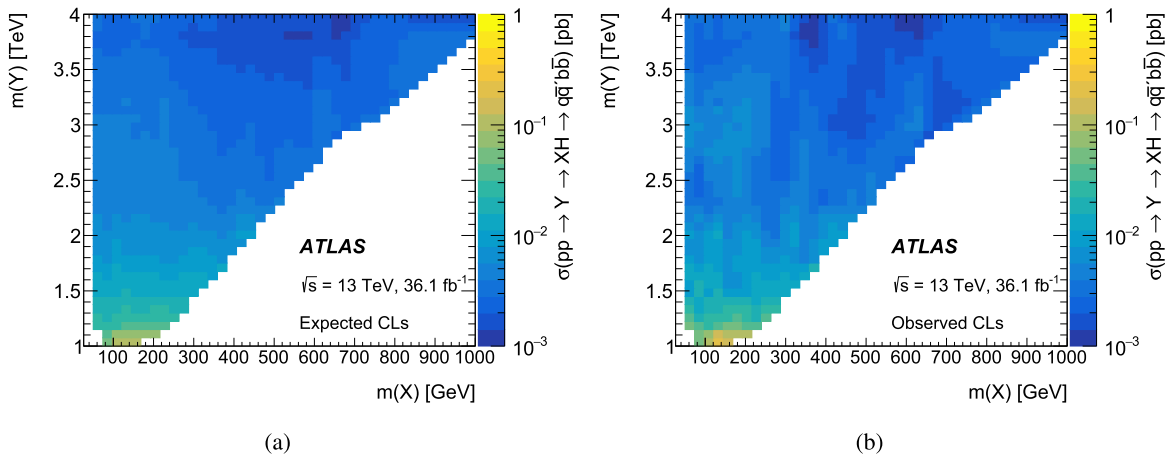 m(Y) [TeV]
4
3.5
3
2.5
2
1.5
1
100 200 300 400 500 600 700 800 900 1000
m(X) [GeV]
ATLAS
√s = 13 TeV, 36.1 fb⁻¹
Expected CLs
1
10⁻¹
10⁻²
10⁻³
σ(pp → Y → XH → qq̅′bb̅) [pb]
(a)
m(Y) [TeV]
4
3.5
3
2.5
2
1.5
1
100 200 300 400 500 600 700 800 900 1000
m(X) [GeV]
ATLAS
√s = 13 TeV, 36.1 fb⁻¹
Observed CLs
1
10⁻¹
10⁻²
10⁻³
σ(pp → Y → XH → qq̅′bb̅) [pb]
(b)